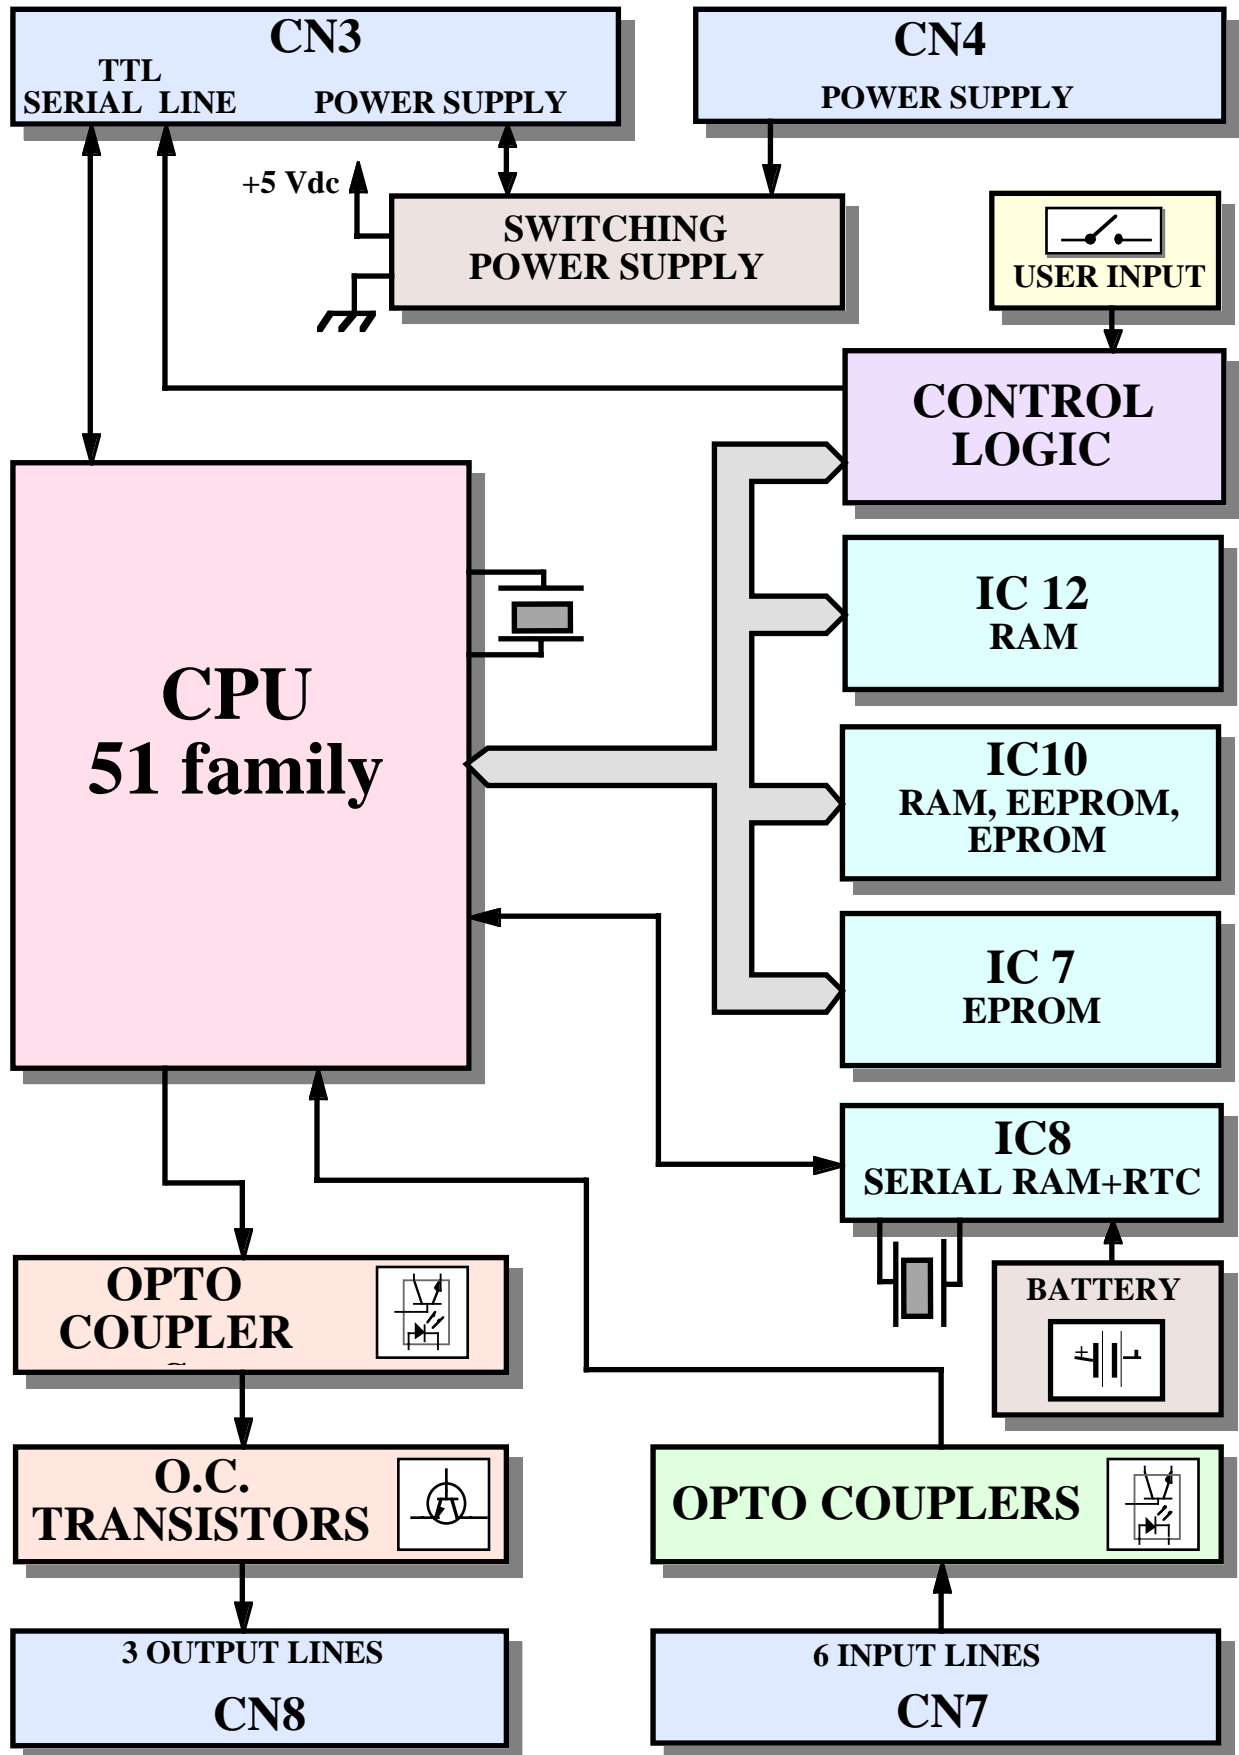 CN3
TTL
SERIAL LINE
POWER SUPPLY
CN4
POWER SUPPLY
+5 Vdc
SWITCHING
POWER SUPPLY
USER INPUT
CONTROL
LOGIC
CPU
51 family
IC 12
RAM
IC10
RAM, EEPROM,
EPROM
IC 7
EPROM
IC8
SERIAL RAM+RTC
BATTERY
+
OPTO
COUPLER
O.C.
TRANSISTORS
OPTO COUPLERS
3 OUTPUT LINES
CN8
6 INPUT LINES
CN7